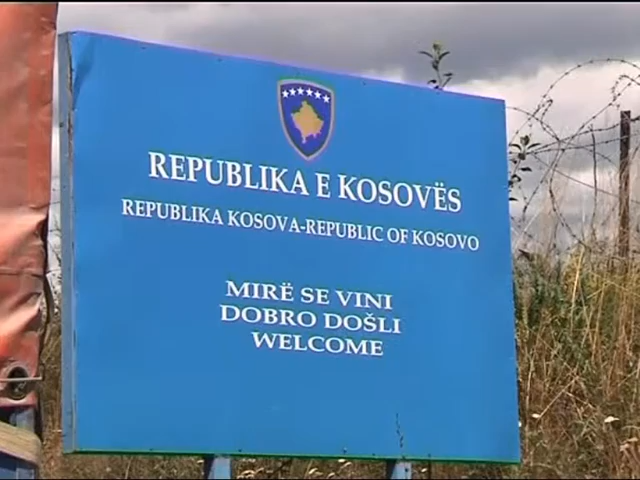 REPUBLIKA E KOSOVËS
REPUBLIKA KOSOVA-REPUBLIC OF KOSOVO
MIRË SE VINI
DOBRO DOŠLI
WELCOME